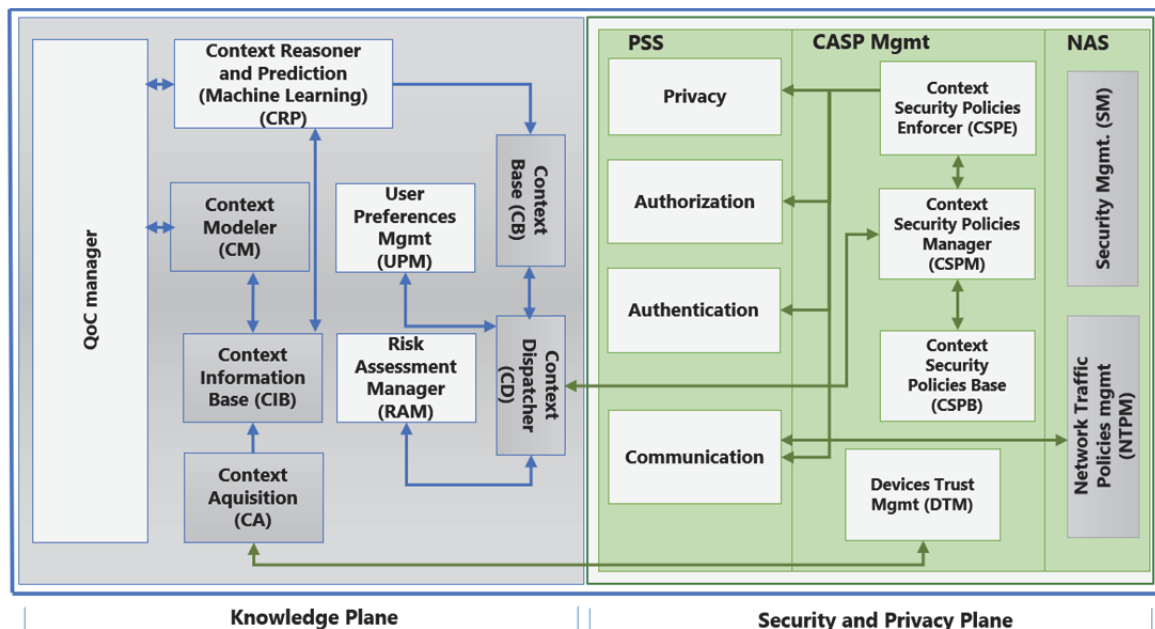 QoC manager
Context Reasoner
and Prediction
(Machine Learning)
(CRP)
Context
Modeler
(CM)
Context
Information
Base (CIB)
Context
Aquisition
(CA)
User
Preferences
Mgmt
(UPM)
Risk
Assessment
Manager
(RAM)
Context
Base (CB)
Context
Dispatcher
(CD)
PSS
Privacy
Authorization
Authentication
Communication
CASP Mgmt
Context
Security Policies
Enforcer (CSPE)
Context
Security Policies
Manager
(CSPM)
Context
Security
Policies Base
(CSPB)
Devices Trust
Mgmt (DTM)
NAS
Security Mgmt. (SM)
Network Traffic
Policies mgmt
(NTPM)
Knowledge Plane
Security and Privacy Plane